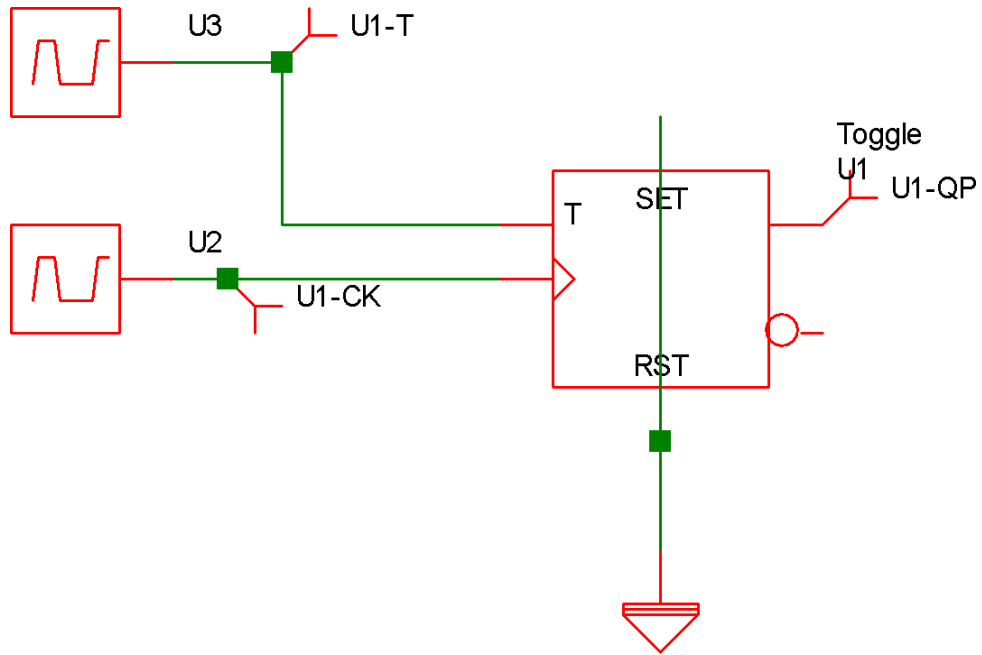 U3
U1-T
Toggle
U1
U1-QP
T
SET
U2
U1-CK
RST